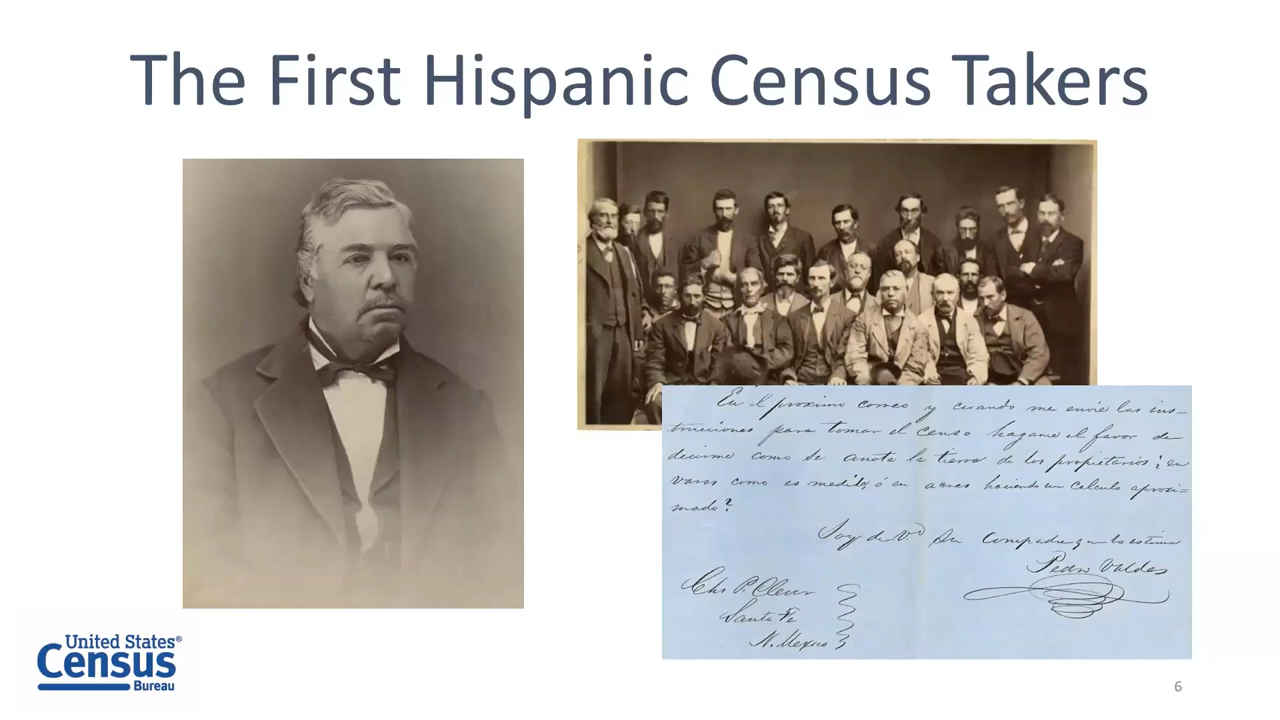 The First Hispanic Census Takers
En el proximo correo y cuando me envie las ins-
trucciones para tomar el censo hagame el favor de
decirme como se anota la tierra de los propietarios; en
varas como es medida, ó en acres haciendo un calculo aproxi=
mado?
Soy de V.d Su Compadre que lo estima
Pedro Valdes
Chs P. Clever
Santa Fe
N. Mexico
United States®
Census
Bureau
6